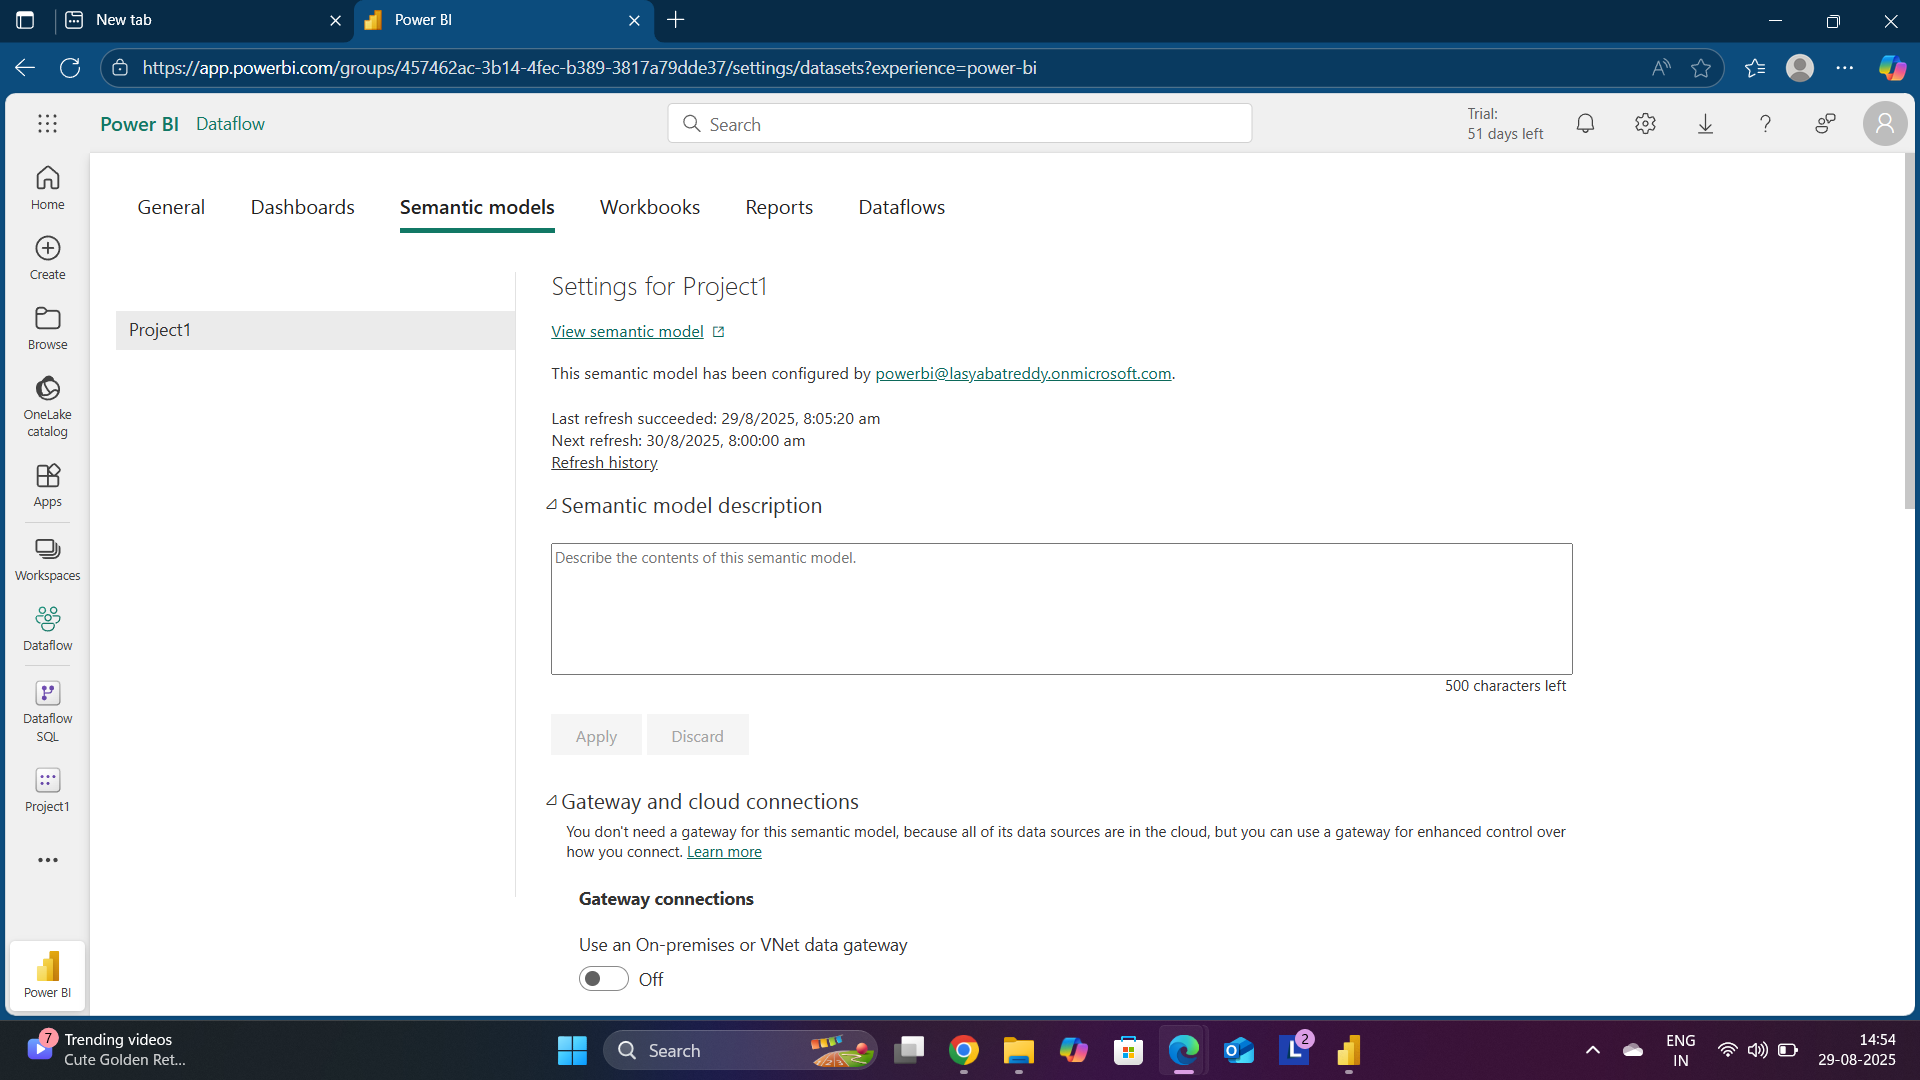 New tab
Power BI
https://app.powerbi.com/groups/457462ac-3b14-4fec-b389-3817a79dde37/settings/datasets?experience=power-bi
Power BI Dataflow
Search
Trial:
51 days left
Home
Create
Browse
OneLake
catalog
Apps
Workspaces
Dataflow
Dataflow
SQL
Project1
Power BI
General
Dashboards
Semantic models
Workbooks
Reports
Dataflows
Project1
Settings for Project1
View semantic model
This semantic model has been configured by powerbi@lasyabatreddy.onmicrosoft.com.
Last refresh succeeded: 29/8/2025, 8:05:20 am
Next refresh: 30/8/2025, 8:00:00 am
Refresh history
Semantic model description
Describe the contents of this semantic model.
500 characters left
Apply
Discard
Gateway and cloud connections
You don't need a gateway for this semantic model, because all of its data sources are in the cloud, but you can use a gateway for enhanced control over
how you connect. Learn more
Gateway connections
Use an On-premises or VNet data gateway
Off
7
Trending videos
Cute Golden Ret...
Search
L
2
ENG
IN
14:54
29-08-2025